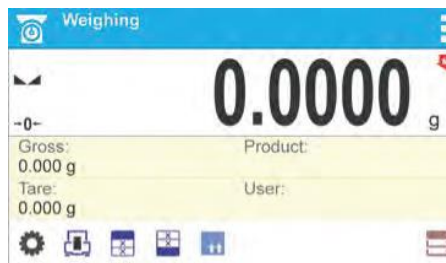 Weighing
0.0000 g
-0-
Gross: Product:
0.000 g
Tare: User:
0.000 g